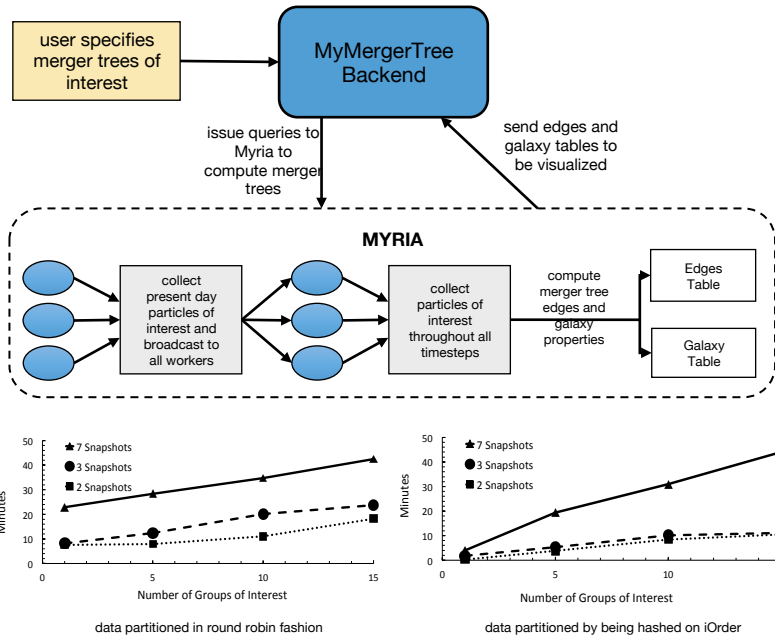 user specifies
merger trees of
interest
MyMergerTree
Backend
issue queries to
Myria to
compute merger
trees
send edges and
galaxy tables to
be visualized
MYRIA
collect
present day
particles of
interest and
broadcast to
all workers
collect
particles of
interest
throughout all
timesteps
compute
merger tree
edges and
galaxy
properties
Edges
Table
Galaxy
Table
50
40
30
20
10
0
Minutes
7 Snapshots
3 Snapshots
2 Snapshots
0
5
10
15
Number of Groups of Interest
data partitioned in round robin fashion
50
40
30
20
10
0
Minutes
7 Snapshots
3 Snapshots
2 Snapshots
0
5
10
Number of Groups of Interest
data partitioned by being hashed on iOrder